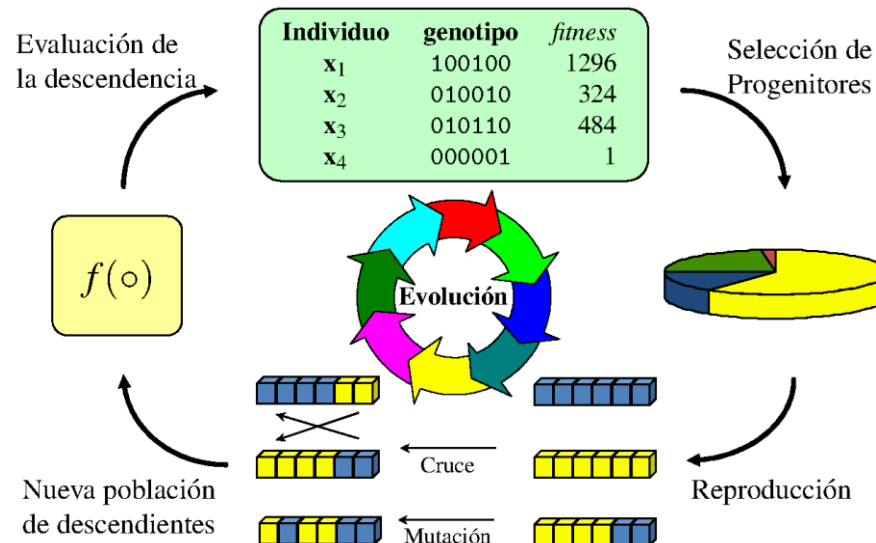 Evaluación de
la descendencia
Individuo genotipo fitness
x1 100100 1296
x2 010010 324
x3 010110 484
x4 000001 1
Selección de
Progenitores
f(∘)
Evolución
Cruce
Mutación
Reproducción
Nueva población
de descendientes